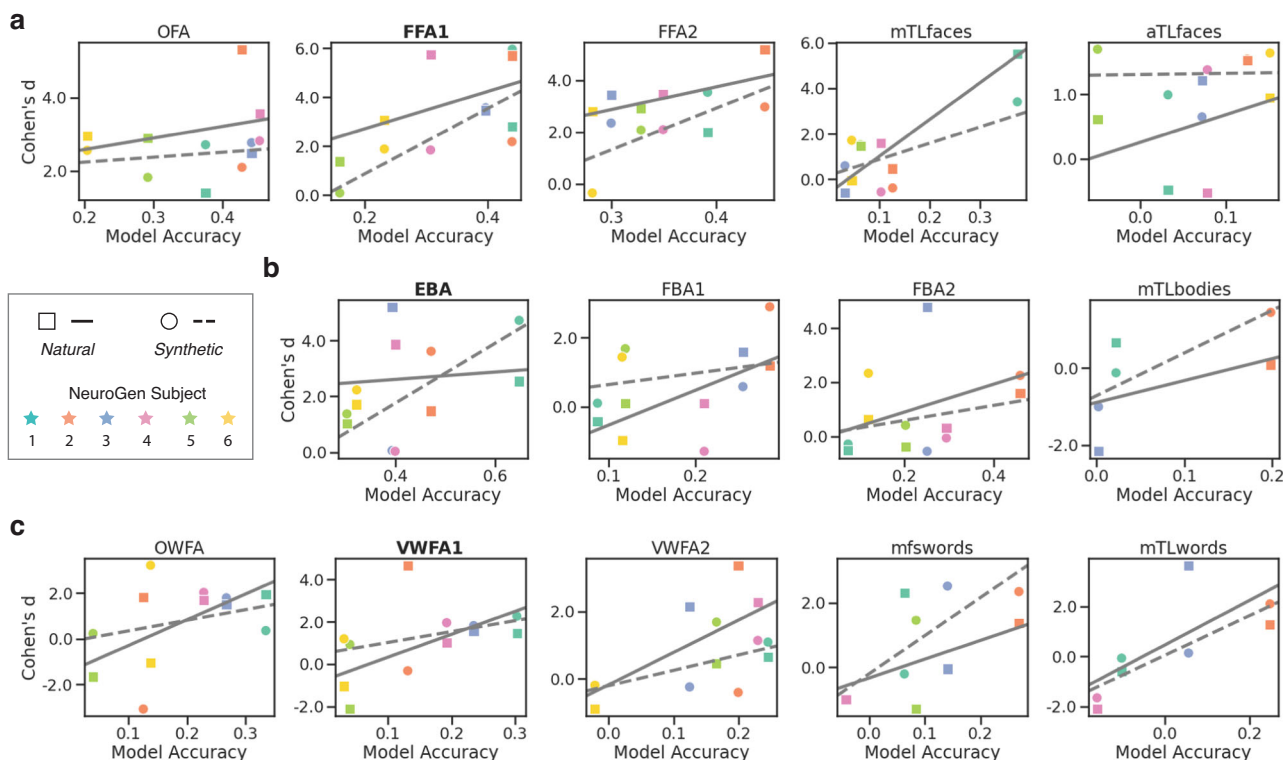 a
OFA
FFA1
FFA2
mTLfaces
aTLfaces
Cohen's d
4.0
2.0
0.2 0.3 0.4
Model Accuracy
6.0
4.0
2.0
0.0
0.2 0.4
Model Accuracy
4.0
2.0
0.0
0.3 0.4
Model Accuracy
6.0
4.0
2.0
0.0
0.1 0.2 0.3
Model Accuracy
1.0
0.0
0.0 0.1
Model Accuracy
b
EBA
FBA1
FBA2
mTLbodies
Natural
Synthetic
NeuroGen Subject
1 2 3 4 5 6
Cohen's d
4.0
2.0
0.0
0.4 0.6
Model Accuracy
2.0
0.0
0.1 0.2
Model Accuracy
4.0
2.0
0.0
0.2 0.4
Model Accuracy
0.0
-2.0
0.0 0.1 0.2
Model Accuracy
c
OWFA
VWFA1
VWFA2
mfswords
mTLwords
Cohen's d
2.0
0.0
-2.0
0.1 0.2 0.3
Model Accuracy
4.0
2.0
0.0
-2.0
0.1 0.2 0.3
Model Accuracy
2.0
0.0
0.0 0.1 0.2
Model Accuracy
2.0
0.0
0.0 0.1 0.2
Model Accuracy
4.0
2.0
0.0
-2.0
0.0 0.2
Model Accuracy